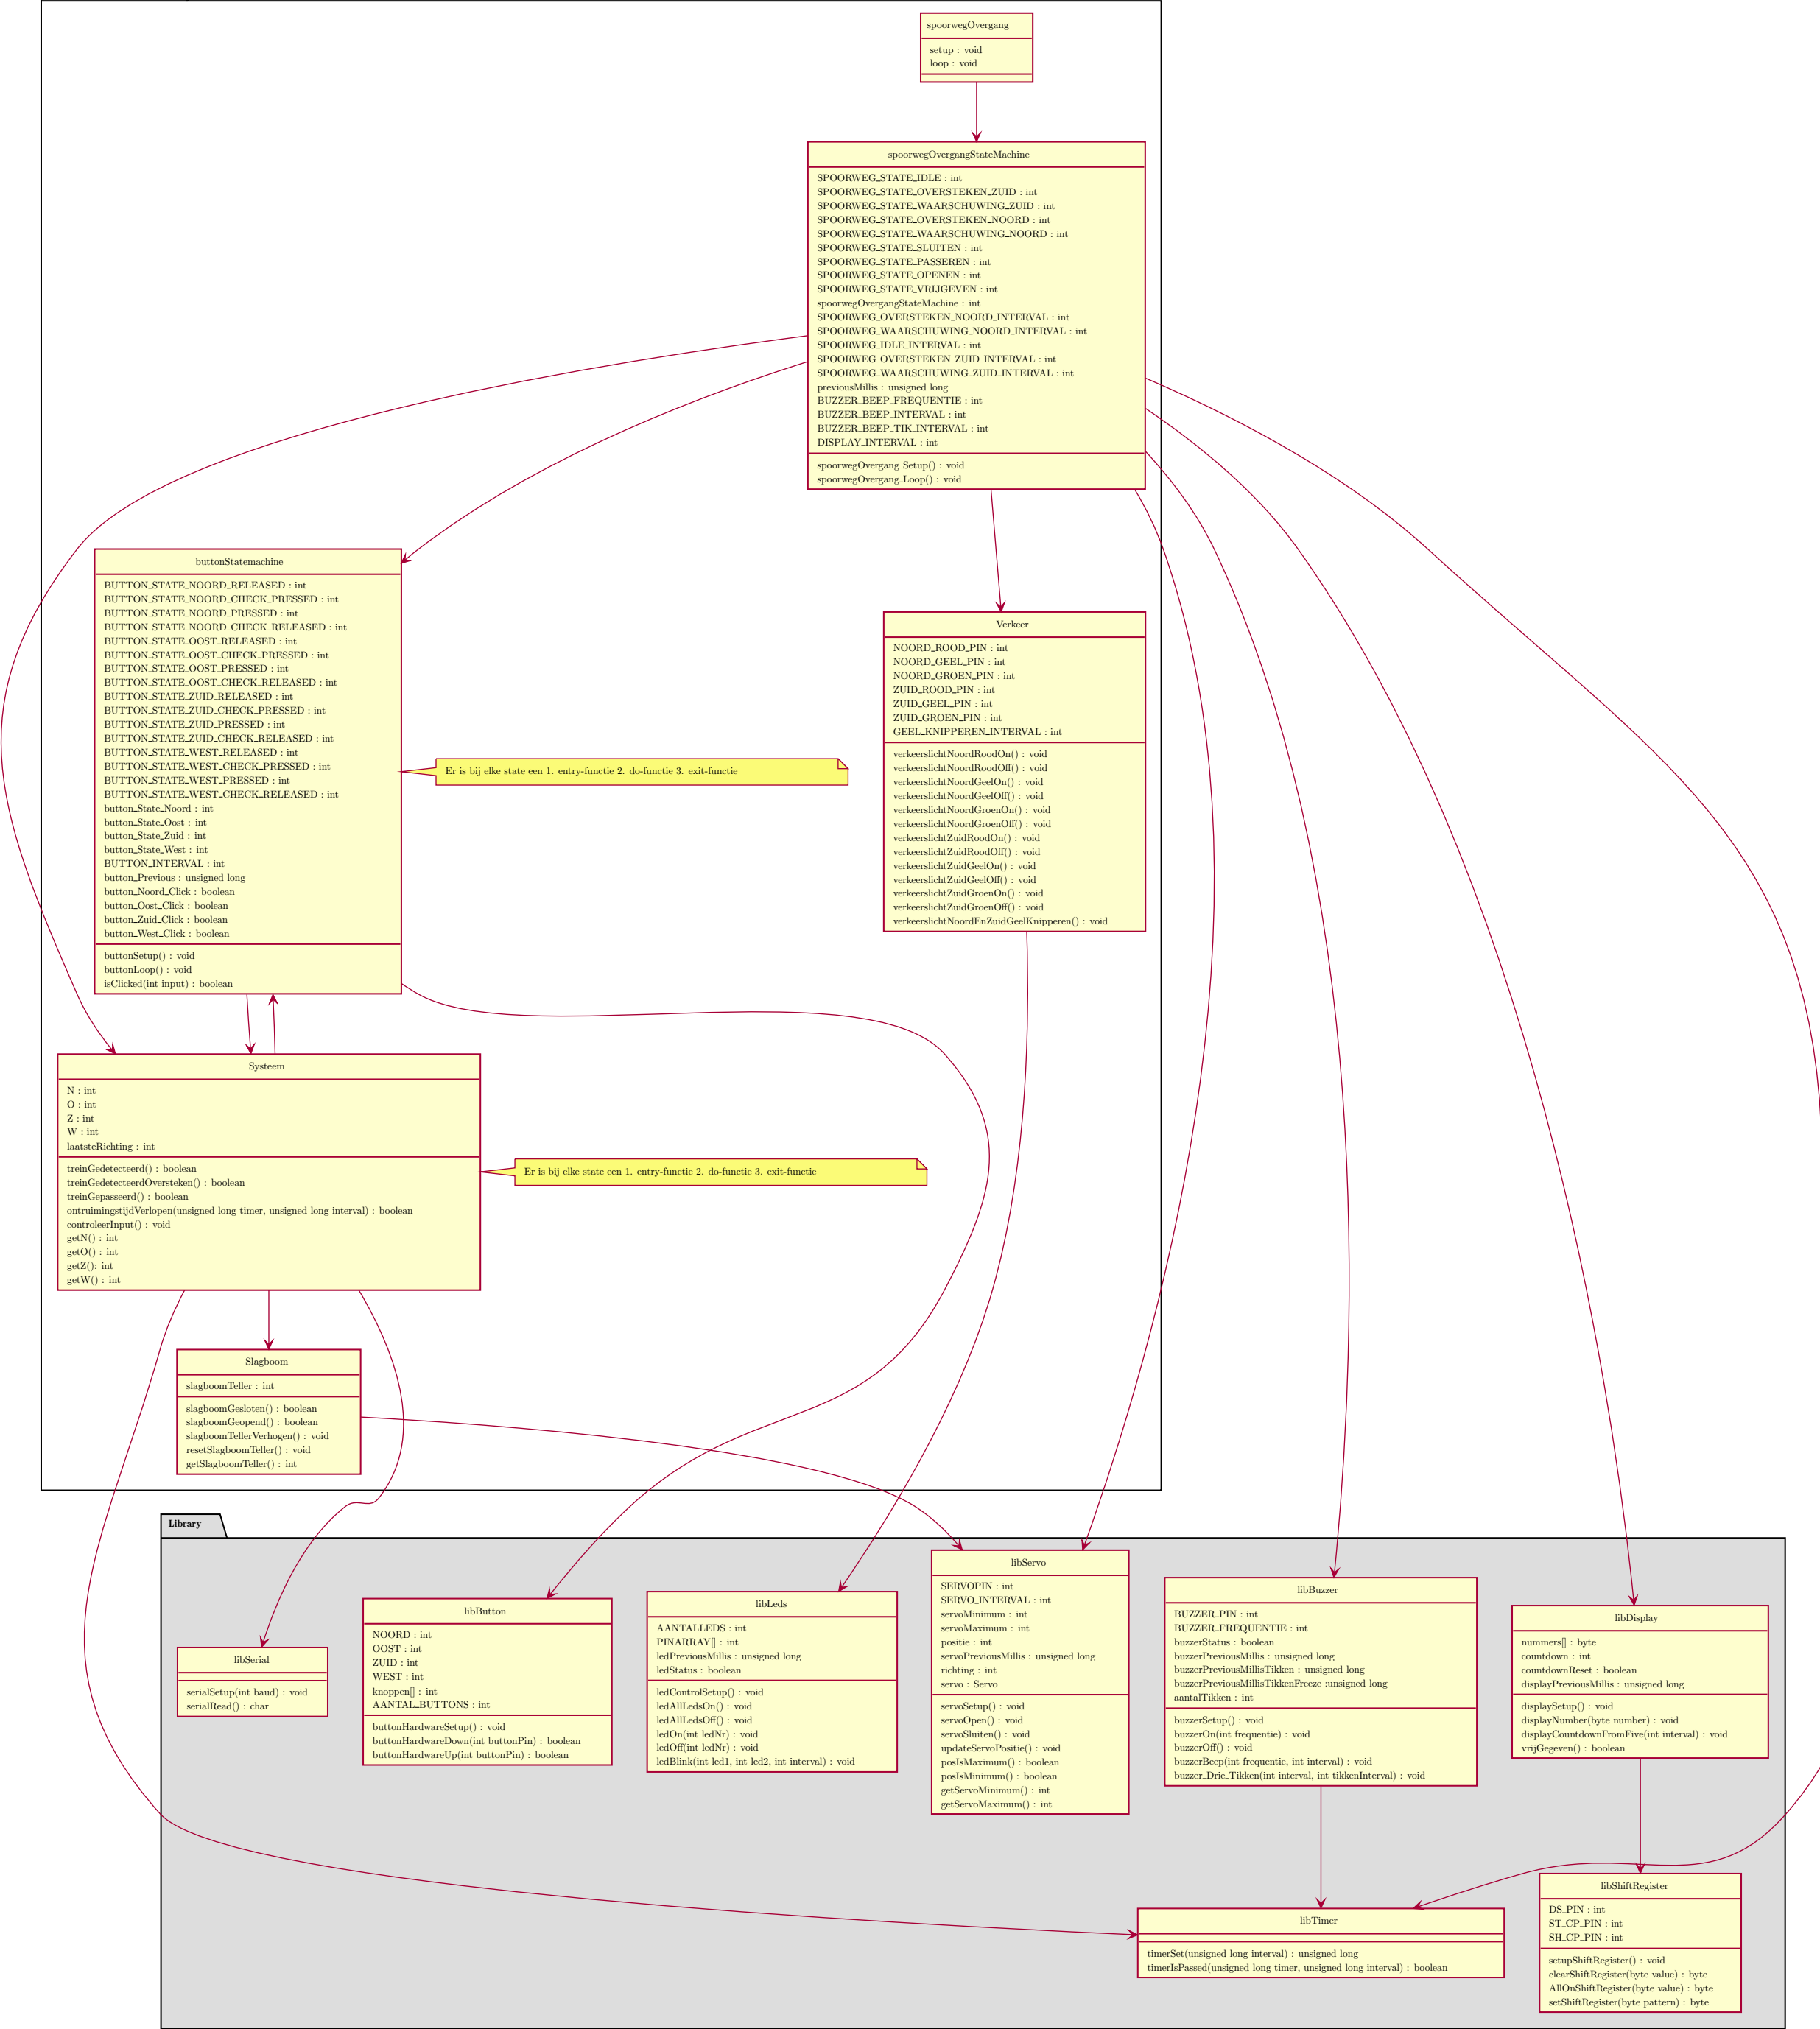 spoorwegOvergang
setup : void
loop : void
spoorwegOvergangStateMachine
SPOORWEG_STATE_IDLE : int
SPOORWEG_STATE_OVERSTEKEN_ZUID : int
SPOORWEG_STATE_WAARSCHUWING_ZUID : int
SPOORWEG_STATE_OVERSTEKEN_NOORD : int
SPOORWEG_STATE_WAARSCHUWING_NOORD : int
SPOORWEG_STATE_SLUITEN : int
SPOORWEG_STATE_PASSEREN : int
SPOORWEG_STATE_OPENEN : int
SPOORWEG_STATE_VRIJGEVEN : int
spoorwegOvergangStateMachine : int
SPOORWEG_OVERSTEKEN_NOORD_INTERVAL : int
SPOORWEG_WAARSCHUWING_NOORD_INTERVAL : int
SPOORWEG_IDLE_INTERVAL : int
SPOORWEG_OVERSTEKEN_ZUID_INTERVAL : int
SPOORWEG_WAARSCHUWING_ZUID_INTERVAL : int
previousMillis : unsigned long
BUZZER_BEEP_FREQUENTIE : int
BUZZER_BEEP_INTERVAL : int
BUZZER_BEEP_TIK_INTERVAL : int
DISPLAY_INTERVAL : int
spoorwegOvergang_Setup() : void
spoorwegOvergang_Loop() : void
buttonStatemachine
BUTTON_STATE_NOORD_RELEASED : int
BUTTON_STATE_NOORD_CHECK_PRESSED : int
BUTTON_STATE_NOORD_PRESSED : int
BUTTON_STATE_NOORD_CHECK_RELEASED : int
BUTTON_STATE_OOST_RELEASED : int
BUTTON_STATE_OOST_CHECK_PRESSED : int
BUTTON_STATE_OOST_PRESSED : int
BUTTON_STATE_OOST_CHECK_RELEASED : int
BUTTON_STATE_ZUID_RELEASED : int
BUTTON_STATE_ZUID_CHECK_PRESSED : int
BUTTON_STATE_ZUID_PRESSED : int
BUTTON_STATE_ZUID_CHECK_RELEASED : int
BUTTON_STATE_WEST_RELEASED : int
BUTTON_STATE_WEST_CHECK_PRESSED : int
BUTTON_STATE_WEST_PRESSED : int
BUTTON_STATE_WEST_CHECK_RELEASED : int
button_State_Noord : int
button_State_Oost : int
button_State_Zuid : int
button_State_West : int
BUTTON_INTERVAL : int
button_Previous : unsigned long
button_Noord_Click : boolean
button_Oost_Click : boolean
button_Zuid_Click : boolean
button_West_Click : boolean
buttonSetup() : void
buttonLoop() : void
isClicked(int input) : boolean
Er is bij elke state een 1. entry-functie 2. do-functie 3. exit-functie
Verkeer
NOORD_ROOD_PIN : int
NOORD_GEEL_PIN : int
NOORD_GROEN_PIN : int
ZUID_ROOD_PIN : int
ZUID_GEEL_PIN : int
ZUID_GROEN_PIN : int
GEEL_KNIPPEREN_INTERVAL : int
verkeerslichtNoordRoodOn() : void
verkeerslichtNoordRoodOff() : void
verkeerslichtNoordGeelOn() : void
verkeerslichtNoordGeelOff() : void
verkeerslichtNoordGroenOn() : void
verkeerslichtNoordGroenOff() : void
verkeerslichtZuidRoodOn() : void
verkeerslichtZuidRoodOff() : void
verkeerslichtZuidGeelOn() : void
verkeerslichtZuidGeelOff() : void
verkeerslichtZuidGroenOn() : void
verkeerslichtZuidGroenOff() : void
verkeerslichtNoordEnZuidGeelKnipperen() : void
Systeem
N : int
O : int
Z : int
W : int
laatsteRichting : int
treinGedetecteerd() : boolean
treinGedetecteerdOversteken() : boolean
treinGepasseerd() : boolean
ontruimingstijdVerlopen(unsigned long timer, unsigned long interval) : boolean
controleerInput() : void
getN() : int
getO() : int
getZ(): int
getW() : int
Er is bij elke state een 1. entry-functie 2. do-functie 3. exit-functie
Slagboom
slagboomTeller : int
slagboomGesloten() : boolean
slagboomGeopend() : boolean
slagboomTellerVerhogen() : void
resetSlagboomTeller() : void
getSlagboomTeller() : int
Library
libSerial
serialSetup(int baud) : void
serialRead() : char
libButton
NOORD : int
OOST : int
ZUID : int
WEST : int
knoppen[] : int
AANTAL_BUTTONS : int
buttonHardwareSetup() : void
buttonHardwareDown(int buttonPin) : boolean
buttonHardwareUp(int buttonPin) : boolean
libLeds
AANTALLEDS : int
PINARRAY[] : int
ledPreviousMillis : unsigned long
ledStatus : boolean
ledControlSetup() : void
ledAllLedsOn() : void
ledAllLedsOff() : void
ledOn(int ledNr) : void
ledOff(int ledNr) : void
ledBlink(int led1, int led2, int interval) : void
libServo
SERVOPIN : int
SERVO_INTERVAL : int
servoMinimum : int
servoMaximum : int
positie : int
servoPreviousMillis : unsigned long
richting : int
servo : Servo
servoSetup() : void
servoOpen() : void
servoSluiten() : void
updateServoPositie() : void
posIsMaximum() : boolean
posIsMinimum() : boolean
getServoMinimum() : int
getServoMaximum() : int
libBuzzer
BUZZER_PIN : int
BUZZER_FREQUENTIE : int
buzzerStatus : boolean
buzzerPreviousMillis : unsigned long
buzzerPreviousMillisTikken : unsigned long
buzzerPreviousMillisTikkenFreeze :unsigned long
aantalTikken : int
buzzerSetup() : void
buzzerOn(int frequentie) : void
buzzerOff() : void
buzzerBeep(int frequentie, int interval) : void
buzzer_Drie_Tikken(int interval, int tikkenInterval) : void
libDisplay
nummers[] : byte
countdown : int
countdownReset : boolean
displayPreviousMillis : unsigned long
displaySetup() : void
displayNumber(byte number) : void
displayCountdownFromFive(int interval) : void
vrijGegeven() : boolean
libTimer
timerSet(unsigned long interval) : unsigned long
timerIsPassed(unsigned long timer, unsigned long interval) : boolean
libShiftRegister
DS_PIN : int
ST_CP_PIN : int
SH_CP_PIN : int
setupShiftRegister() : void
clearShiftRegister(byte value) : byte
AllOnShiftRegister(byte value) : byte
setShiftRegister(byte pattern) : byte